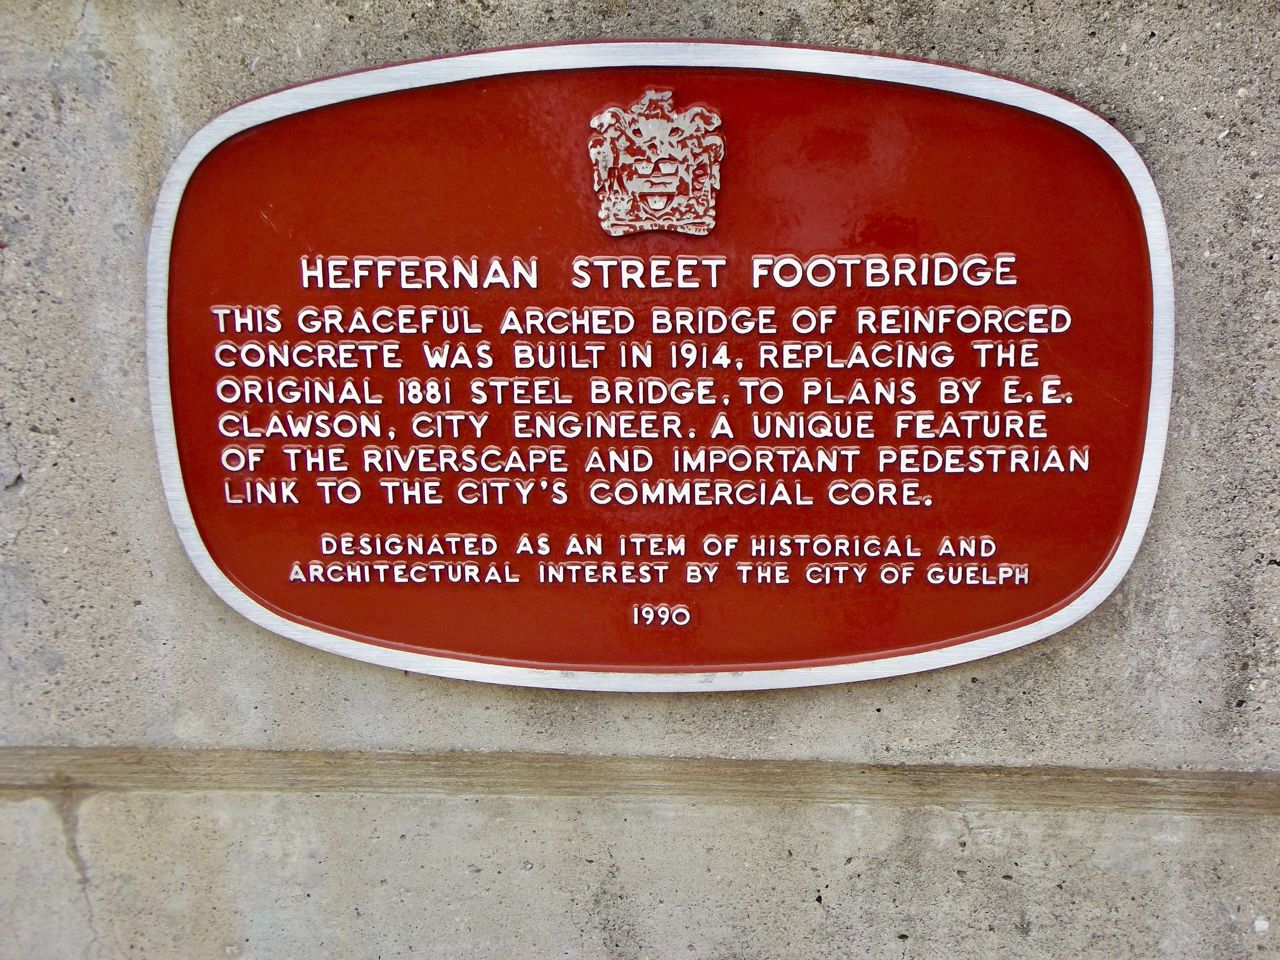 HEFFERNAN STREET FOOTBRIDGE
THIS GRACEFUL ARCHED BRIDGE OF REINFORCED
CONCRETE WAS BUILT IN 1914, REPLACING THE
ORIGINAL 1881 STEEL BRIDGE, TO PLANS BY E. E.
CLAWSON, CITY ENGINEER. A UNIQUE FEATURE
OF THE RIVERSCAPE AND IMPORTANT PEDESTRIAN
LINK TO THE CITY'S COMMERCIAL CORE.
DESIGNATED AS AN ITEM OF HISTORICAL AND
ARCHITECTURAL INTEREST BY THE CITY OF GUELPH
1990